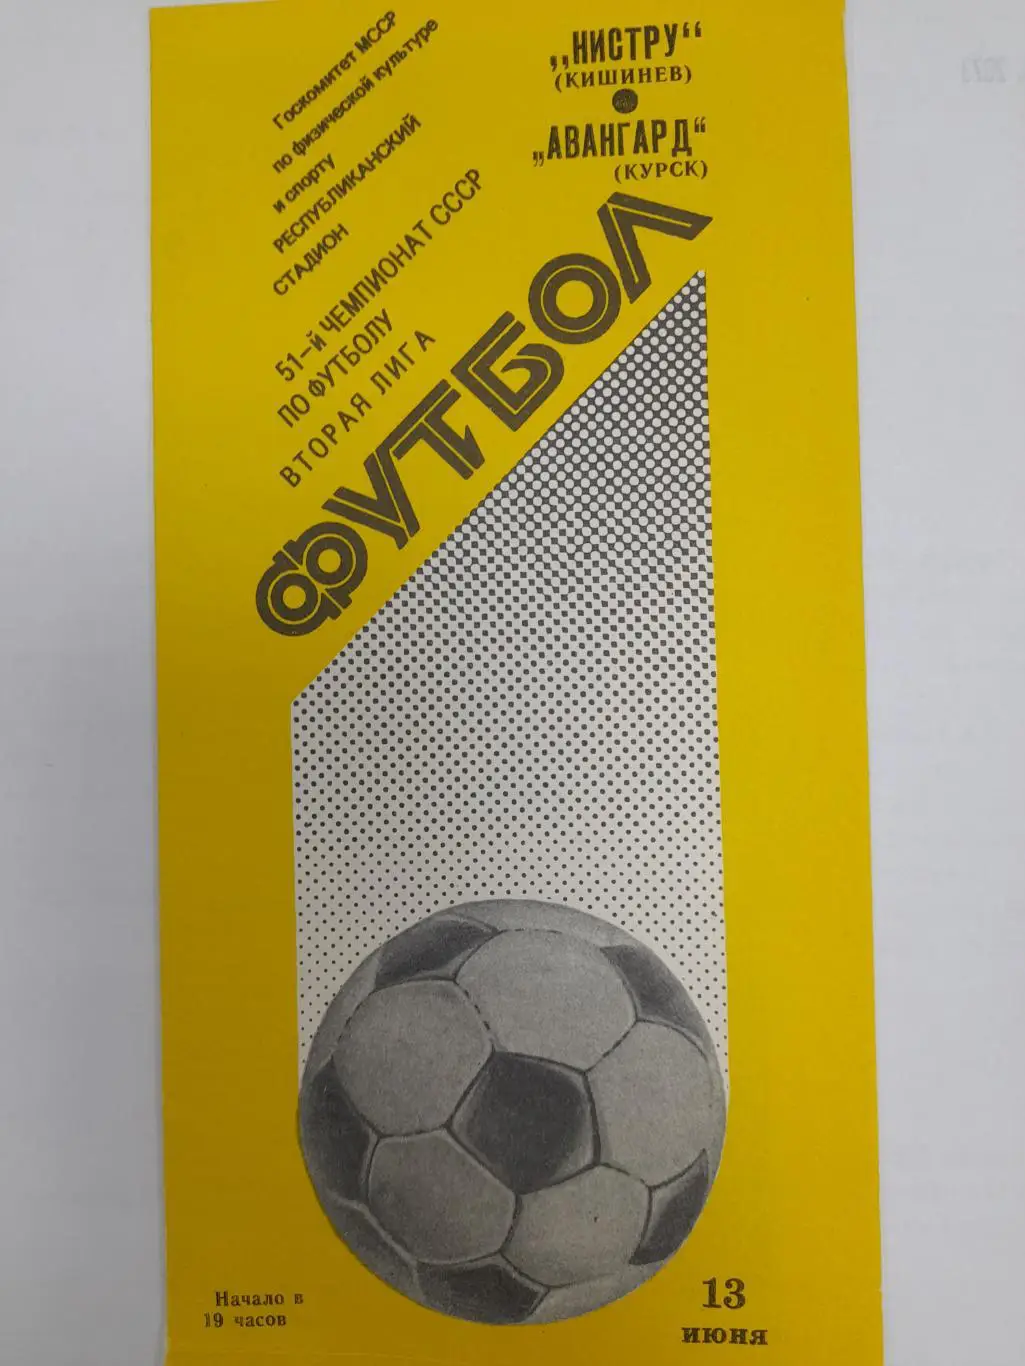 Госкомитет МССР
по физической культуре
и спорту
РЕСПУБЛИКАНСКИЙ
СТАДИОН
51-й ЧЕМПИОНАТ СССР
ПО ФУТБОЛУ
ВТОРАЯ ЛИГА
„НИСТРУ“
(КИШИНЕВ)
„АВАНГАРД“
(КУРСК)
ФУТБОЛ
Начало в
19 часов
13
июня